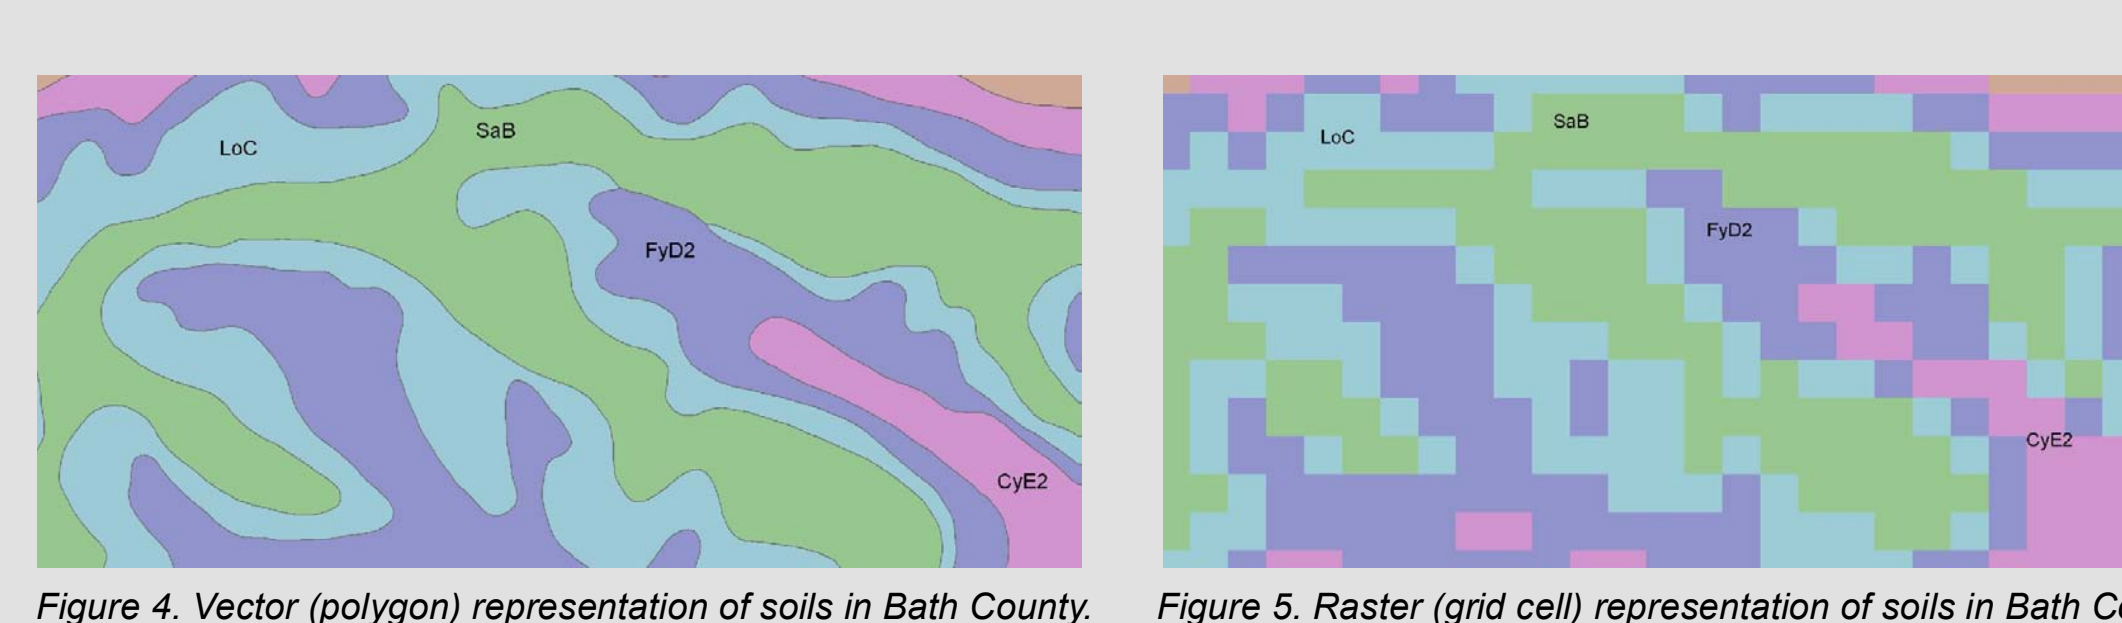 SaB
LoC
FyD2
CyE2
SaB
LoC
FyD2
CyE2
Figure 4. Vector (polygon) representation of soils in Bath County.
Figure 5. Raster (grid cell) representation of soils in Bath